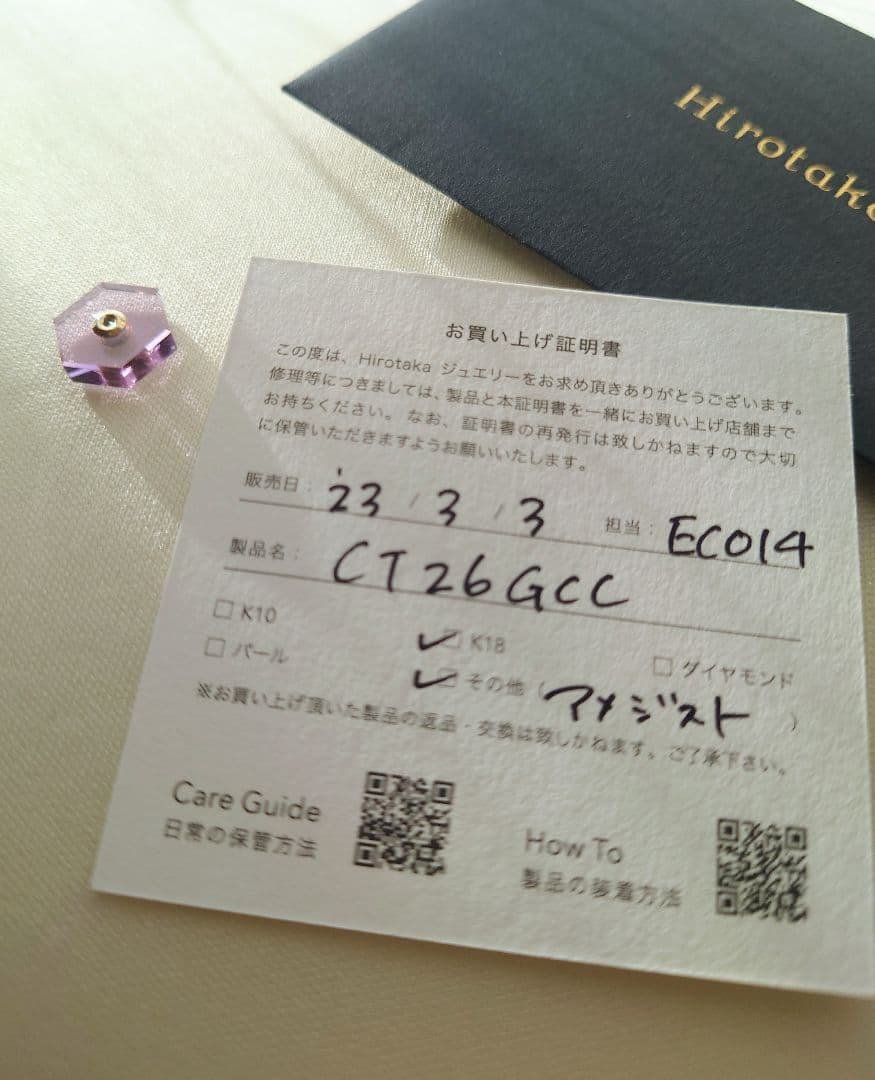 Hirotaka
お買い上げ証明書
この度は、Hirotaka ジュエリーをお求め頂きありがとうございます。
修理等につきましては、製品と本証明書を一緒にお買い上げ店舗まで
お持ちください。なお、証明書の再発行は致しかねますので大切
に保管いただきますようお願いいたします。
販売日： '23 / 3 / 3 担当： EC014
製品名： CT26GCC
□ K10 ✓ K18 □ ダイヤモンド
□ パール ✓ その他（アメジスト）
※お買い上げ頂いた製品の返品・交換は致しかねます。ご了承下さい。
Care Guide
日常の保管方法
How To
製品の装着方法